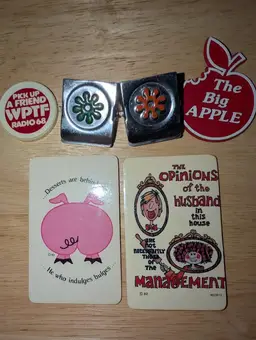 PICK UP
A FRIEND
WPTF
RADIO 68
The
Big
APPLE
Desserts are behind
He who indulges bulges
THE
OPINIONS
of the
HUSBAND
in this
house
ARE NOT
NECESSARILY
THOSE
OF THE
MANAGEMENT